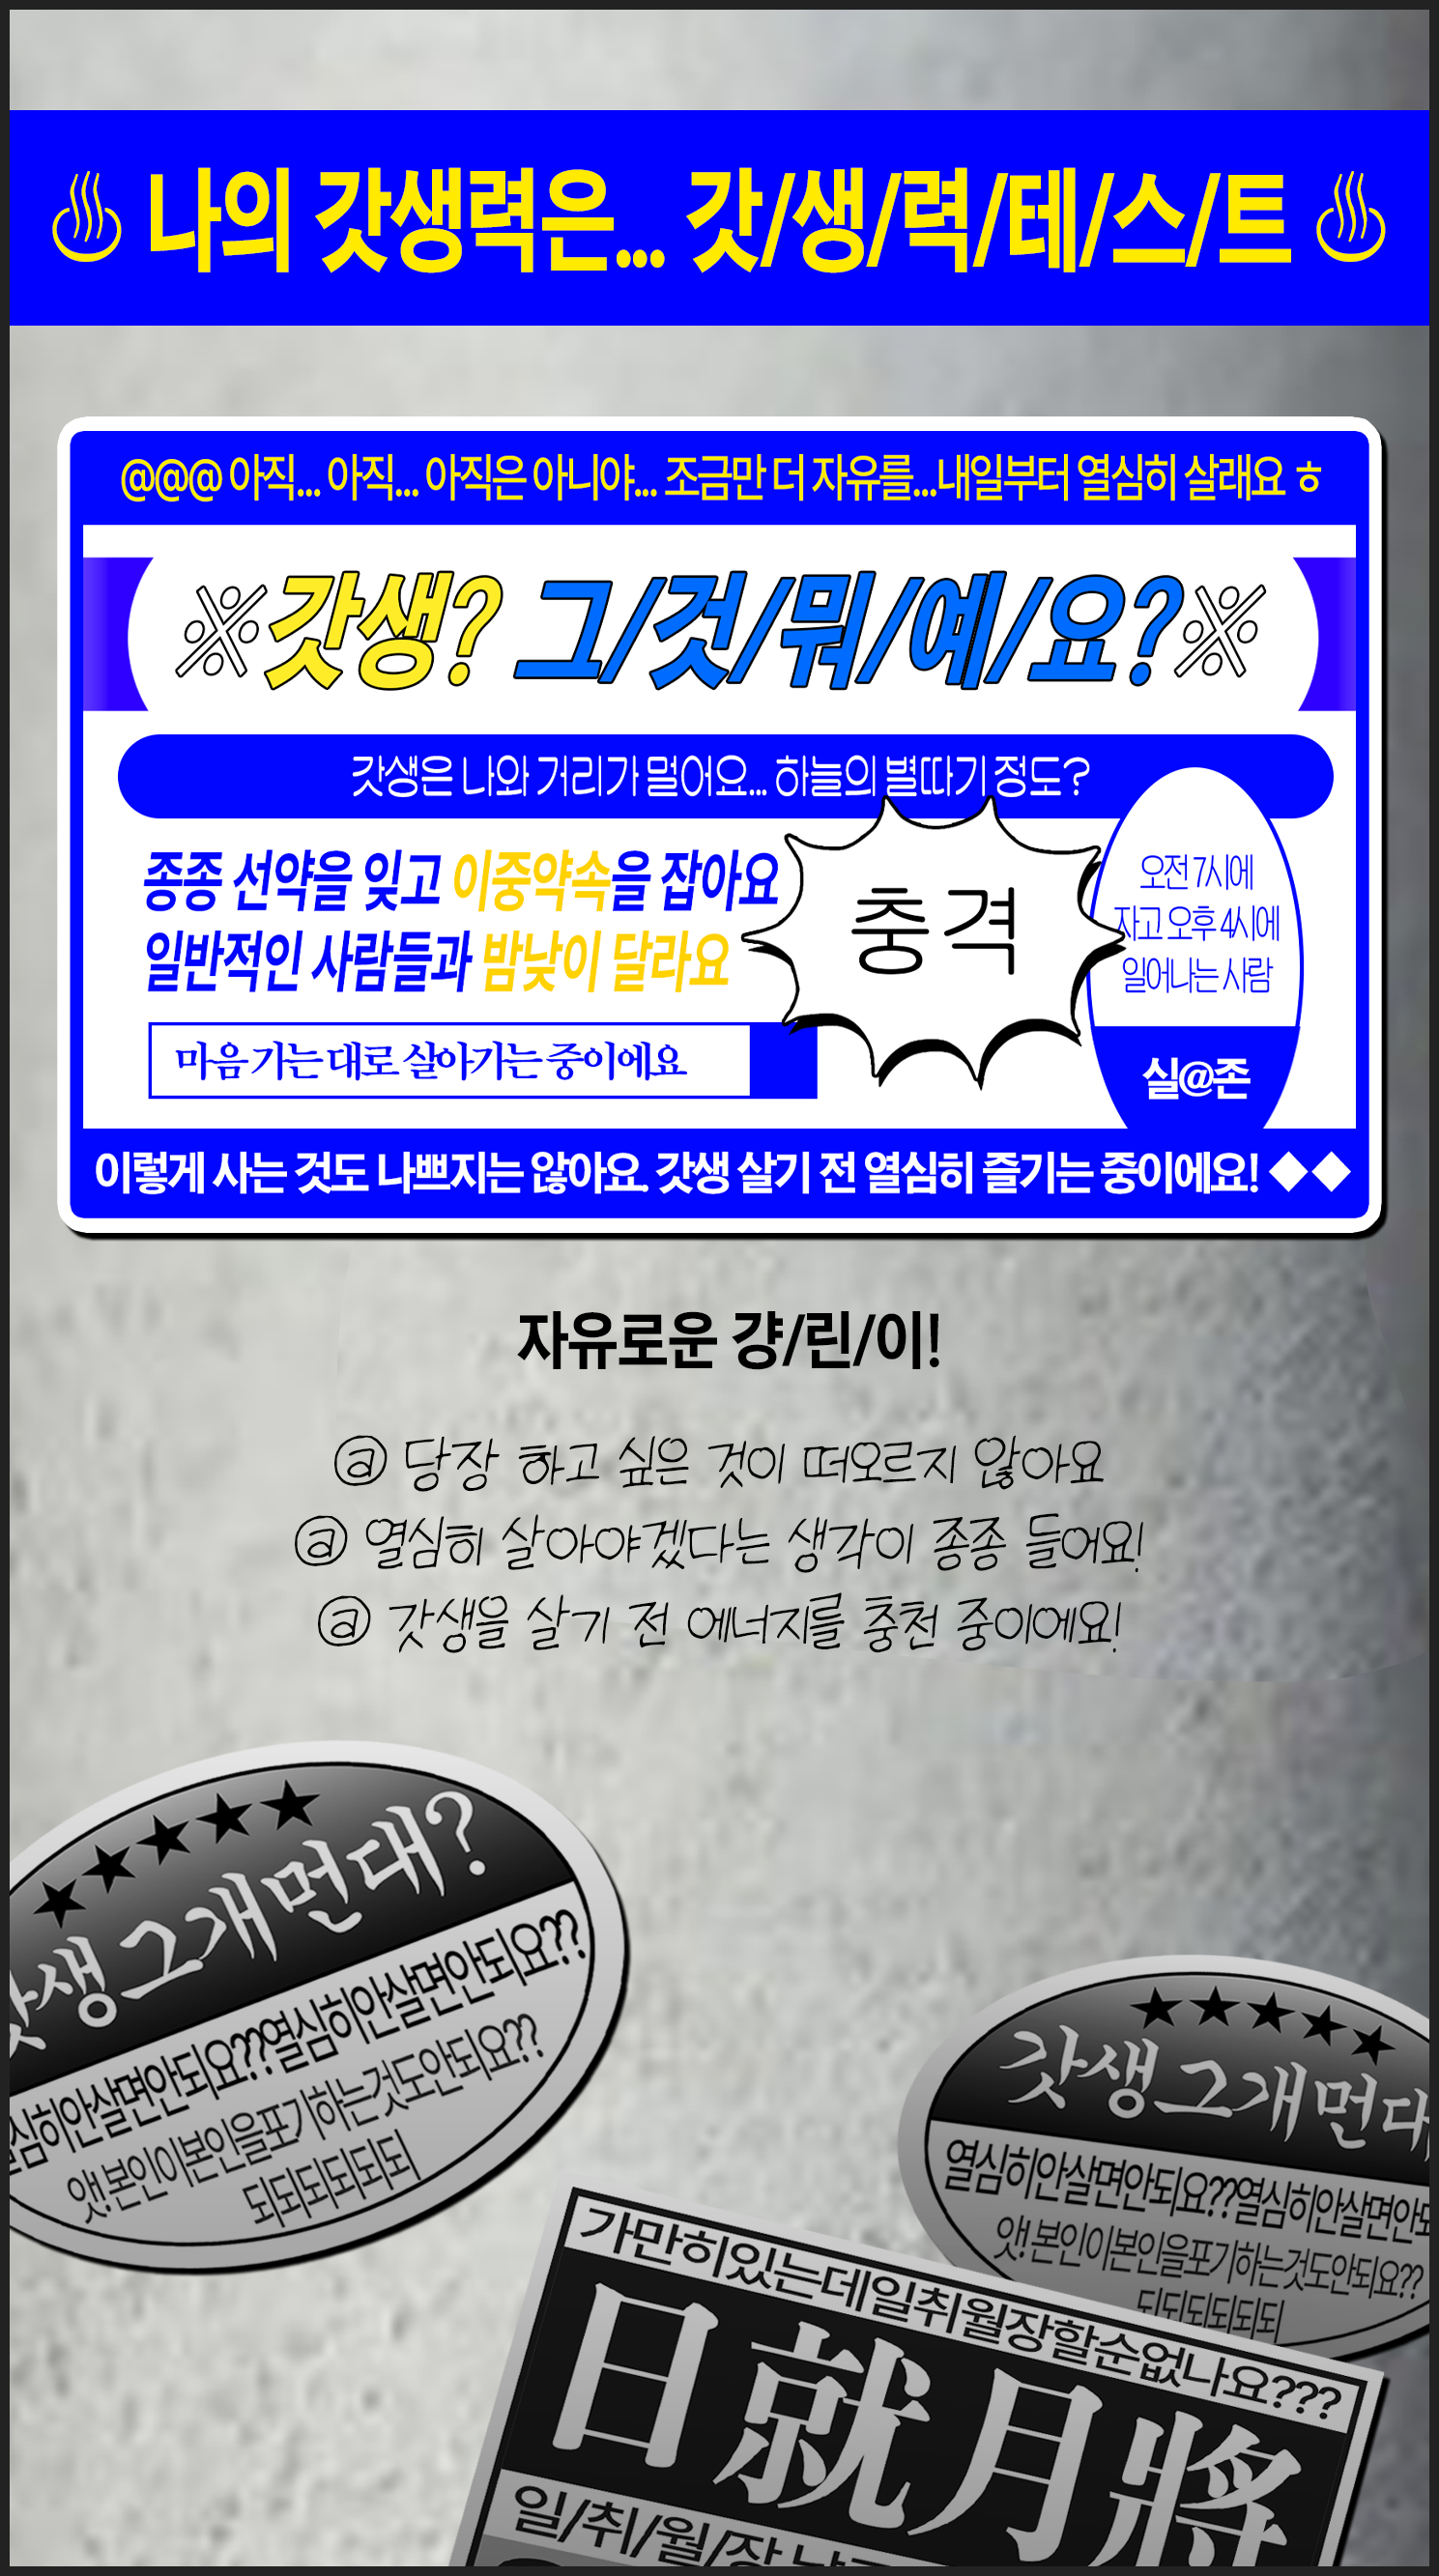 ♨ 나의 갓생력은... 갓/생/력/테/스/트 ♨
@@@ 아직... 아직... 아직은 아니야... 조금만 더 자유를...내일부터 열심히 살래요 ㅎ
※갓생? 그/것/뭐/예/요?※
갓생은 나와 거리가 멀어요... 하늘의 별따기 정도?
종종 선약을 잊고 이중약속을 잡아요
일반적인 사람들과 밤낮이 달라요
마음 가는 대로 살아가는 중이에요
충격
오전 7시에
자고 오후 4시에
일어나는 사람
실@존
이렇게 사는 것도 나쁘지는 않아요. 갓생 살기 전 열심히 즐기는 중이에요! ◆◆
자유로운 걍/린/이!
@ 당장 하고 싶은 것이 떠오르지 않아요
@ 열심히 살아야겠다는 생각이 종종 들어요!
@ 갓생을 살기 전 에너지를 충전 중이에요!
★★★★★
갓생그개먼대?
심히안살면안되요??열심히안살면안되요??
앳!본인이본인을포기하는것도안되요??
되되되되되되
★★★★★
갓생그개먼대
열심히안살면안되요??열심히안살면안되
앳!본인이본인을포기하는것도안되요??
되되되되되되
가만히있는데일취월장할순없나요???
日就月將
일/취/월/장